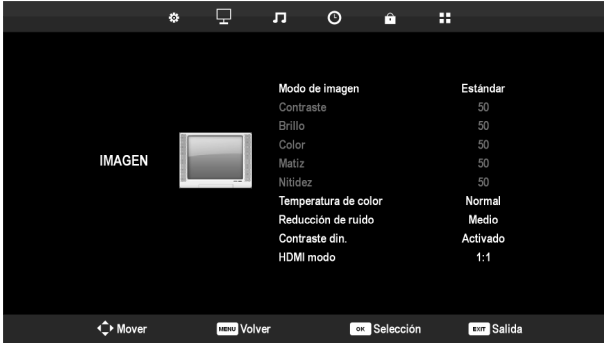 Modo de imagen Estándar
Contraste 50
Brillo 50
Color 50
IMAGEN
Matiz 50
Nitidez 50
Temperatura de color Normal
Reducción de ruido Medio
Contraste din. Activado
HDMI modo 1:1
Mover MENU Volver OK Selección EXIT Salida